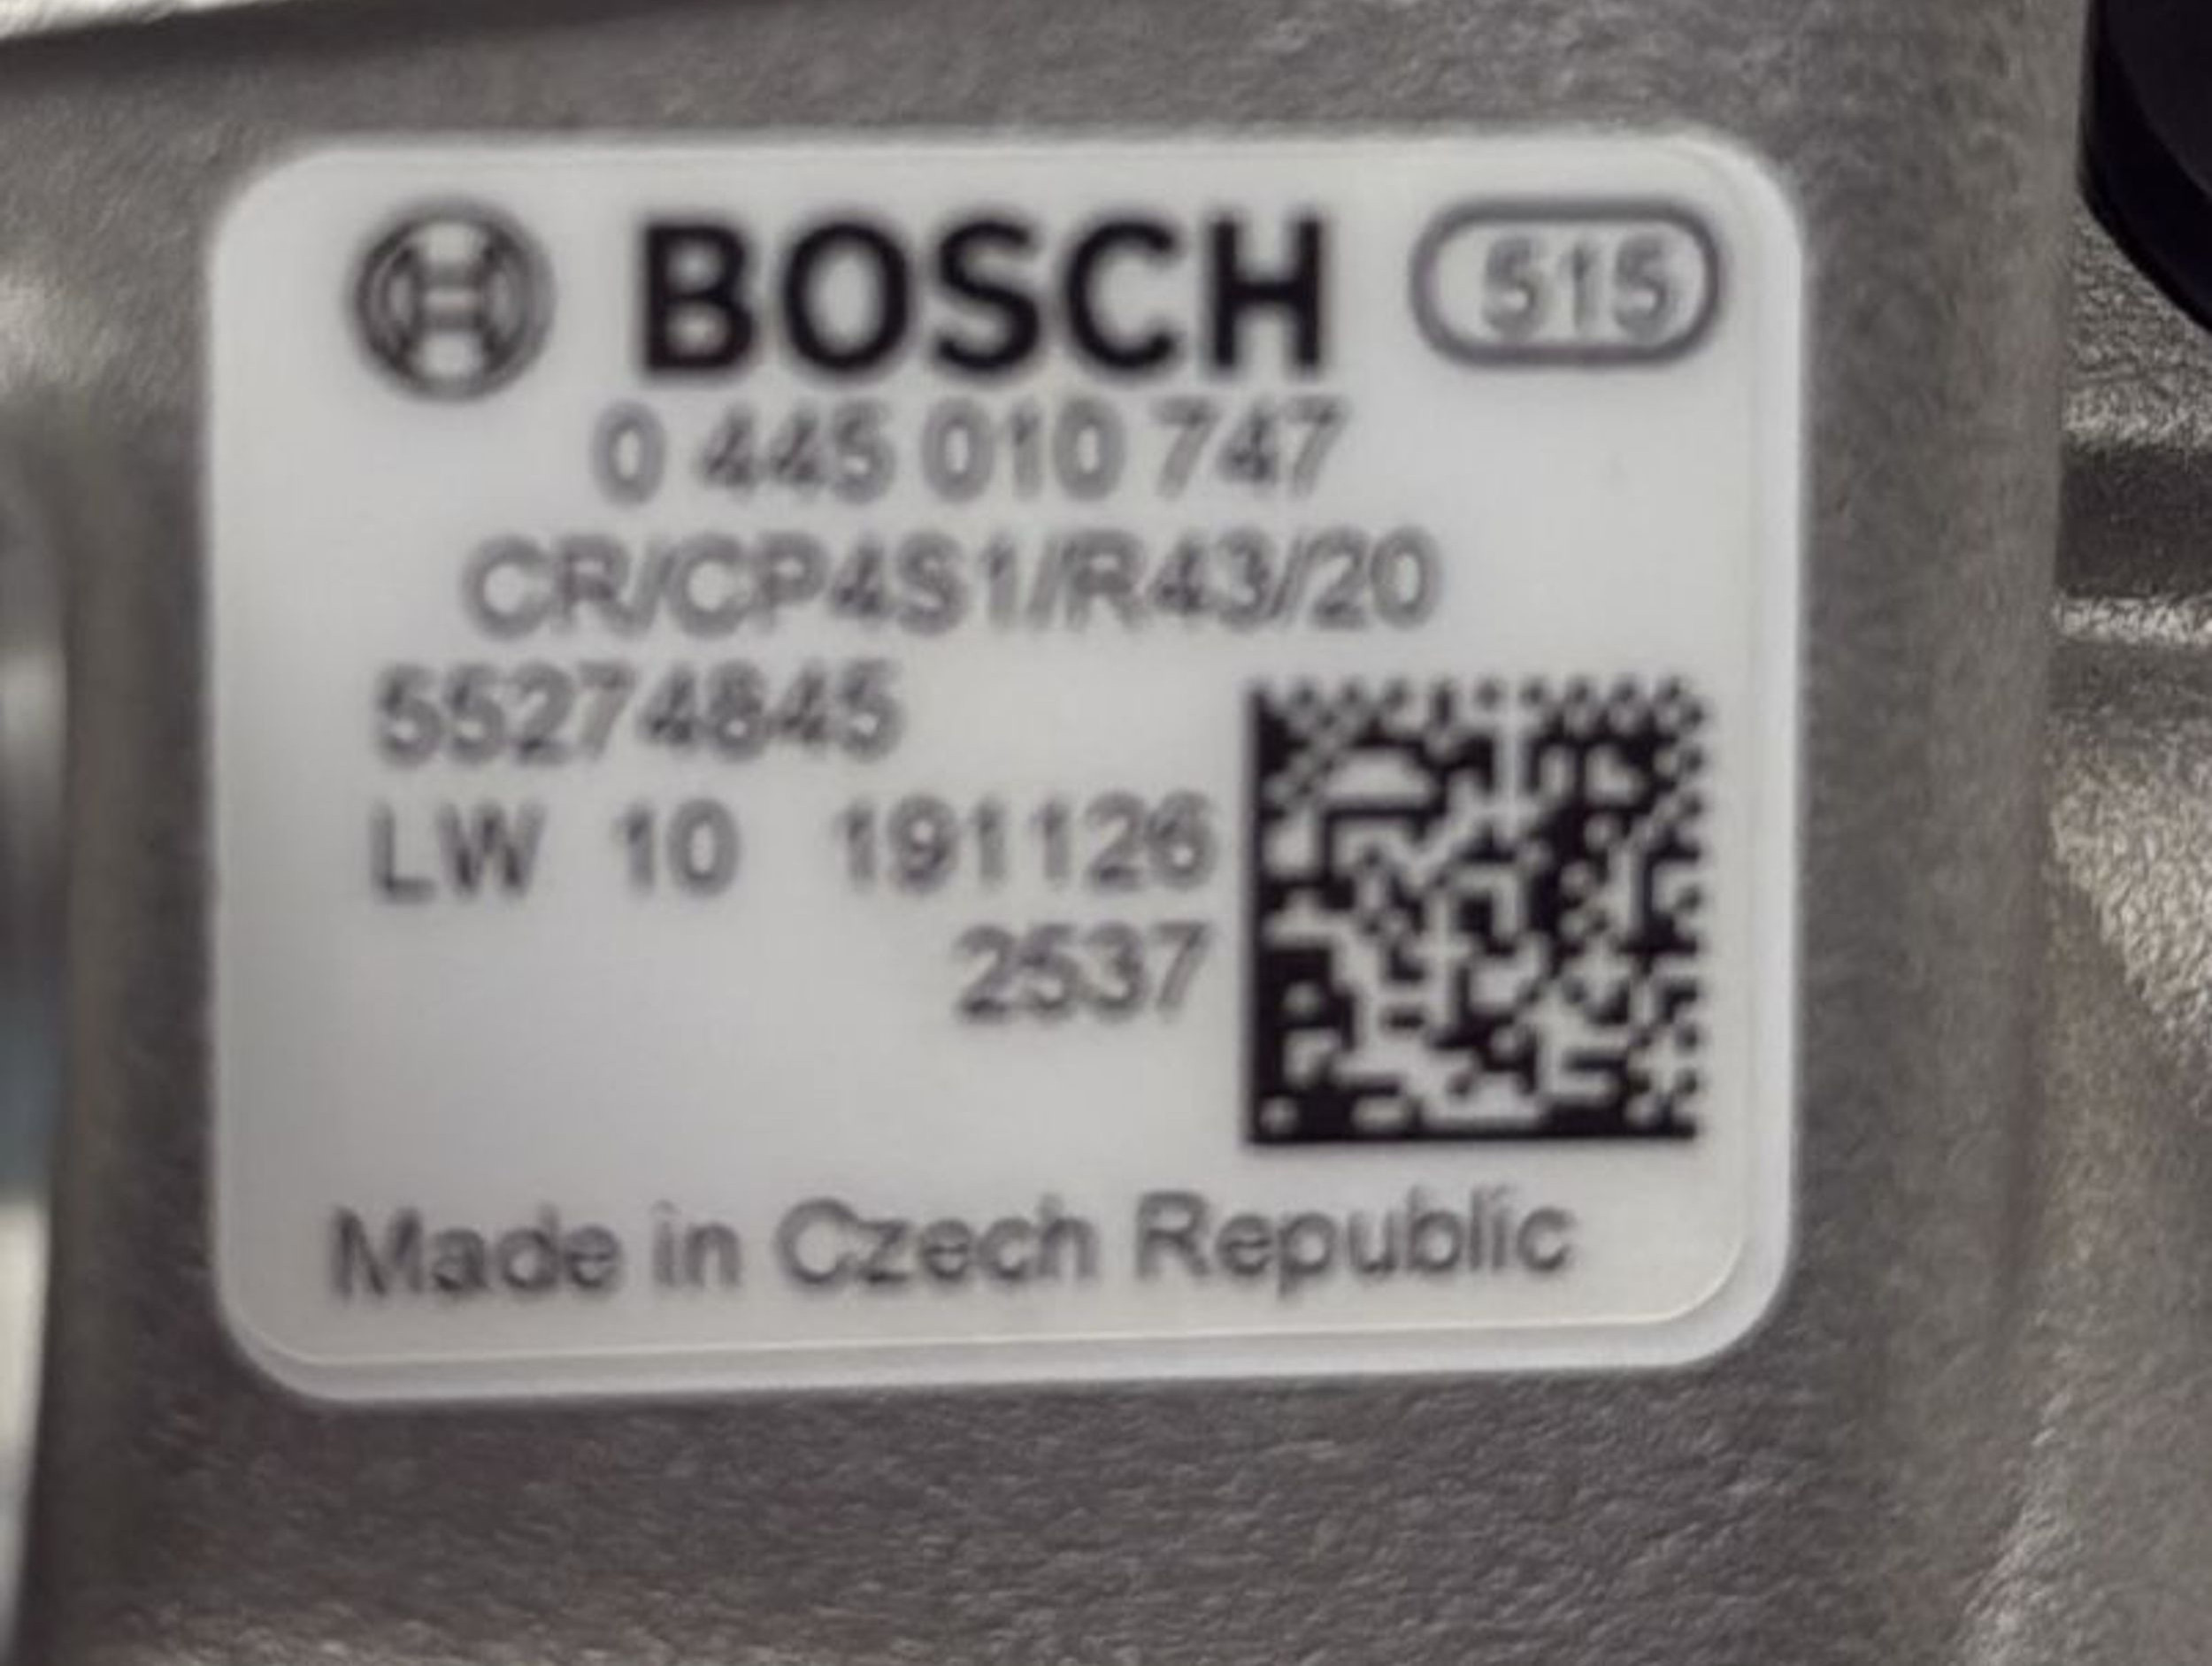 BOSCH 515
0 445 010 747
CR/CP4S1/R43/20
55274845
LW 10 191126
2537
Made in Czech Republic